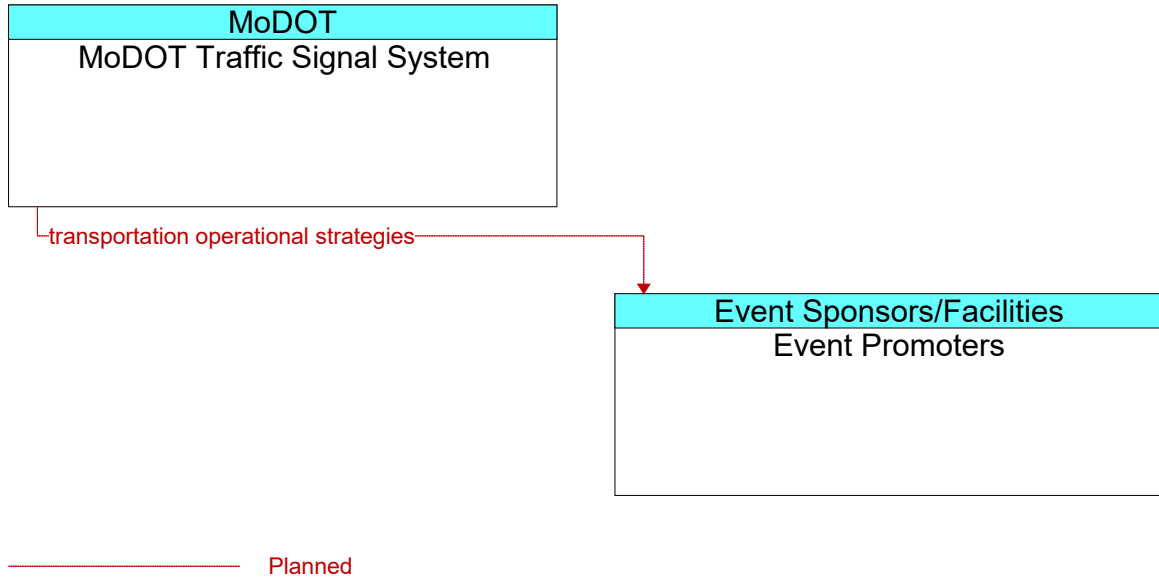 MoDOT
MoDOT Traffic Signal System
transportation operational strategies
Event Sponsors/Facilities
Event Promoters
Planned